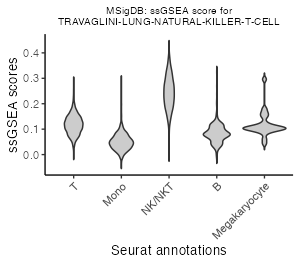 MSigDB: ssGSEA score for
TRAVAGLINI-LUNG-NATURAL-KILLER-T-CELL
ssGSEA scores
0.4
0.3
0.2
0.1
0.0
T
Mono
NK/NKT
B
Megakaryocyte
Seurat annotations